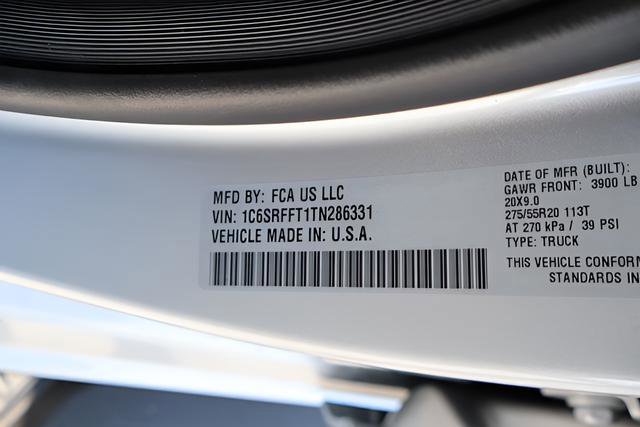 MFD BY: FCA US LLC
VIN: 1C6SRFFT1TN286331
VEHICLE MADE IN: U.S.A.
DATE OF MFR (BUILT):
GAWR FRONT: 3900 LB
20X9.0
275/55R20 113T
AT 270 kPa / 39 PSI
TYPE: TRUCK
THIS VEHICLE CONFORM
STANDARDS IN